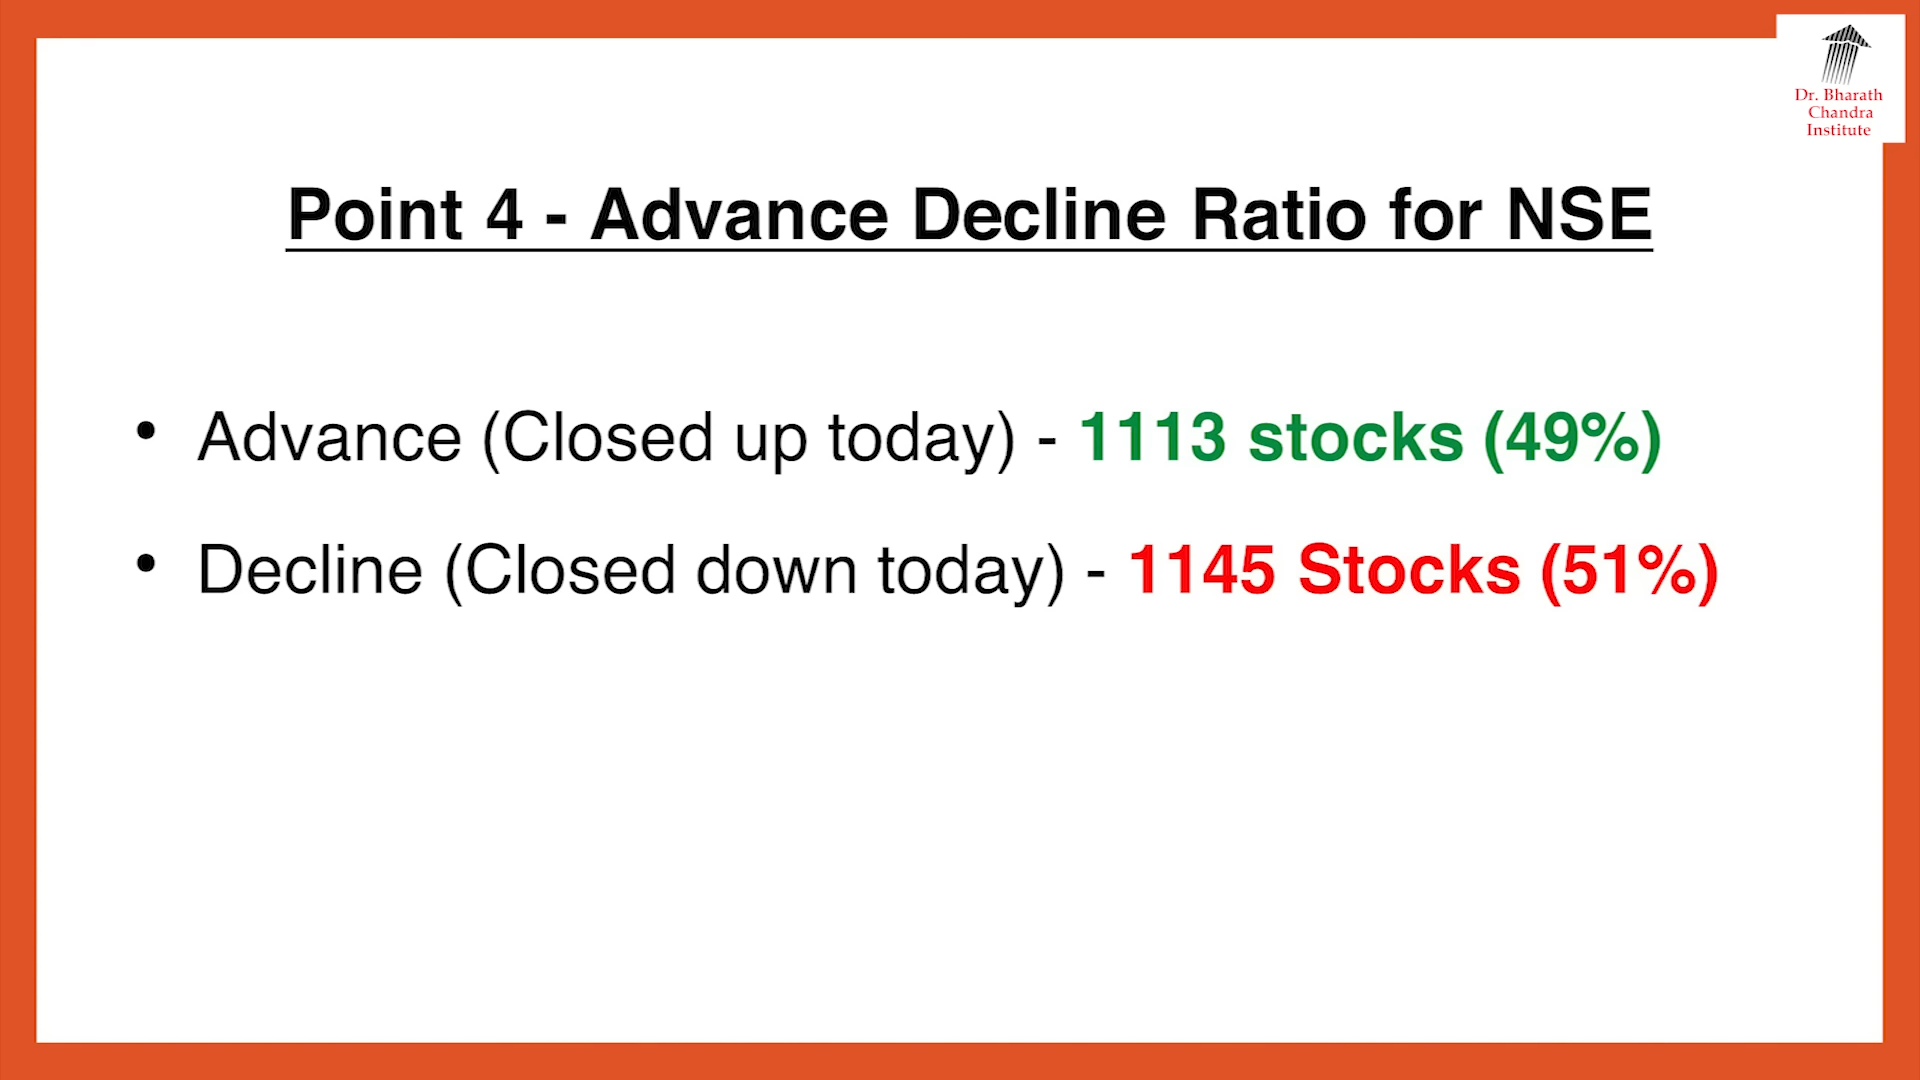 Dr. Bharath
Chandra
Institute
Point 4 - Advance Decline Ratio for NSE
• Advance (Closed up today) - 1113 stocks (49%)
• Decline (Closed down today) - 1145 Stocks (51%)